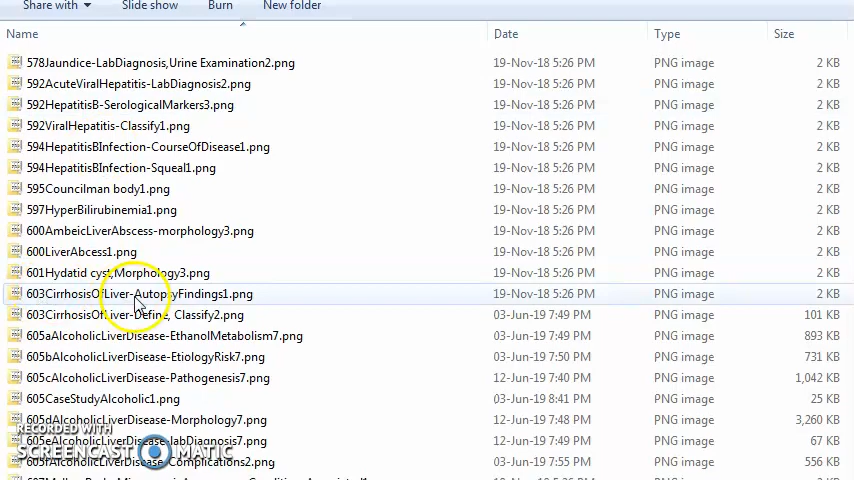 Share with Slide show Burn New folder
Name Date Type Size
578Jaundice-LabDiagnosis,Urine Examination2.png 19-Nov-18 5:26 PM PNG image 2 KB
592AcuteViralHepatitis-LabDiagnosis2.png 19-Nov-18 5:26 PM PNG image 2 KB
592HepatitisB-SerologicalMarkers3.png 19-Nov-18 5:26 PM PNG image 2 KB
592ViralHepatitis-Classify1.png 19-Nov-18 5:26 PM PNG image 2 KB
594HepatitisBInfection-CourseOfDisease1.png 19-Nov-18 5:26 PM PNG image 2 KB
594HepatitisBInfection-Squeal1.png 19-Nov-18 5:26 PM PNG image 2 KB
595Councilman body1.png 19-Nov-18 5:26 PM PNG image 2 KB
597HyperBilirubinemia1.png 19-Nov-18 5:26 PM PNG image 2 KB
600AmbeicLiverAbscess-morphology3.png 19-Nov-18 5:26 PM PNG image 2 KB
600LiverAbcess1.png 19-Nov-18 5:26 PM PNG image 2 KB
601Hydatid cyst,Morphology3.png 19-Nov-18 5:26 PM PNG image 2 KB
603CirrhosisOfLiver-AutopsyFindings1.png 19-Nov-18 5:26 PM PNG image 2 KB
603CirrhosisOfLiver-Define, Classify2.png 03-Jun-19 7:49 PM PNG image 101 KB
605aAlcoholicLiverDisease-EthanolMetabolism7.png 03-Jun-19 7:49 PM PNG image 893 KB
605bAlcoholicLiverDisease-EtiologyRisk7.png 03-Jun-19 7:50 PM PNG image 731 KB
605cAlcoholicLiverDisease-Pathogenesis7.png 12-Jun-19 7:40 PM PNG image 1,042 KB
605CaseStudyAlcoholic1.png 03-Jun-19 8:41 PM PNG image 25 KB
605dAlcoholicLiverDisease-Morphology7.png 12-Jun-19 7:48 PM PNG image 3,260 KB
605eAlcoholicLiverDisease-labDiagnosis7.png 12-Jun-19 7:49 PM PNG image 67 KB
605fAlcoholicLiverDisease-Complications2.png 03-Jun-19 7:55 PM PNG image 556 KB
RECORDED WITH
SCREENCAST MATIC